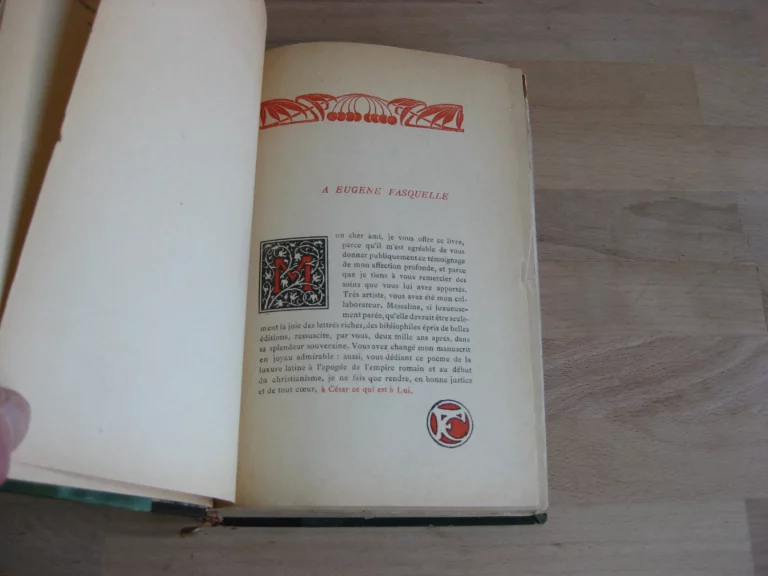 A EUGENE FASQUELLE
Mon cher ami, je vous offre ce livre,
parce qu'il m'est agréable de vous
donner publiquement ce témoignage
de mon affection profonde, et parce
que je tiens à vous remercier des
soins que vous lui avez apportés.
Très artiste, vous avez été mon col-
laborateur. Messaline, si luxueuse-
ment parée, qu'elle devrait être seule-
ment la joie des lettrés riches, des bibliophiles épris de belles
éditions, ressuscite, par vous, deux mille ans après, dans
sa splendeur souveraine. Vous avez changé mon manuscrit
en joyau admirable : aussi, vous dédiant ce poème de la
luxure latine à l'apogée de l'empire romain et au début
du christianisme, je ne fais que rendre, en bonne justice
et de tout cœur, à César ce qui est à Lui.